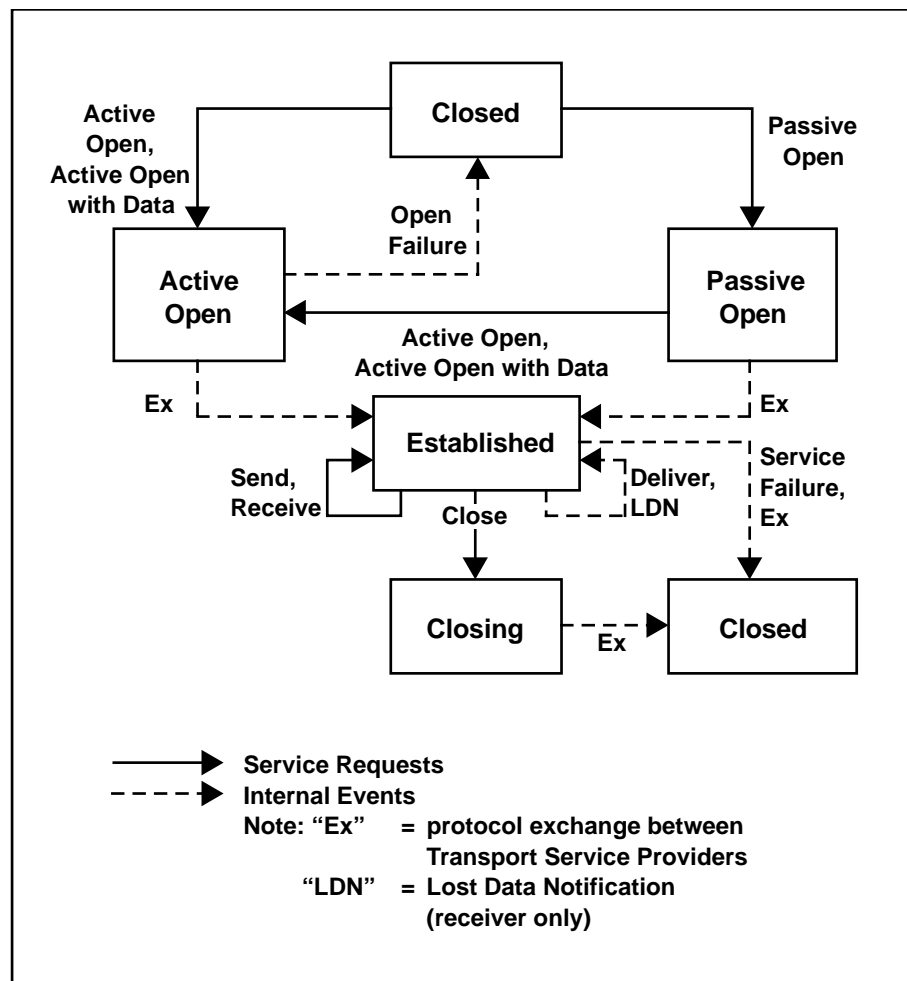 Closed
Active
Open,
Active Open
with Data
Passive
Open
Open
Failure
Active
Open
Passive
Open
Active Open,
Active Open with Data
Ex
Ex
Established
Send,
Receive
Deliver,
LDN
Service
Failure,
Ex
Close
Closing
Ex
Closed
Service Requests
Internal Events
Note: “Ex” = protocol exchange between
Transport Service Providers
“LDN” = Lost Data Notification
(receiver only)